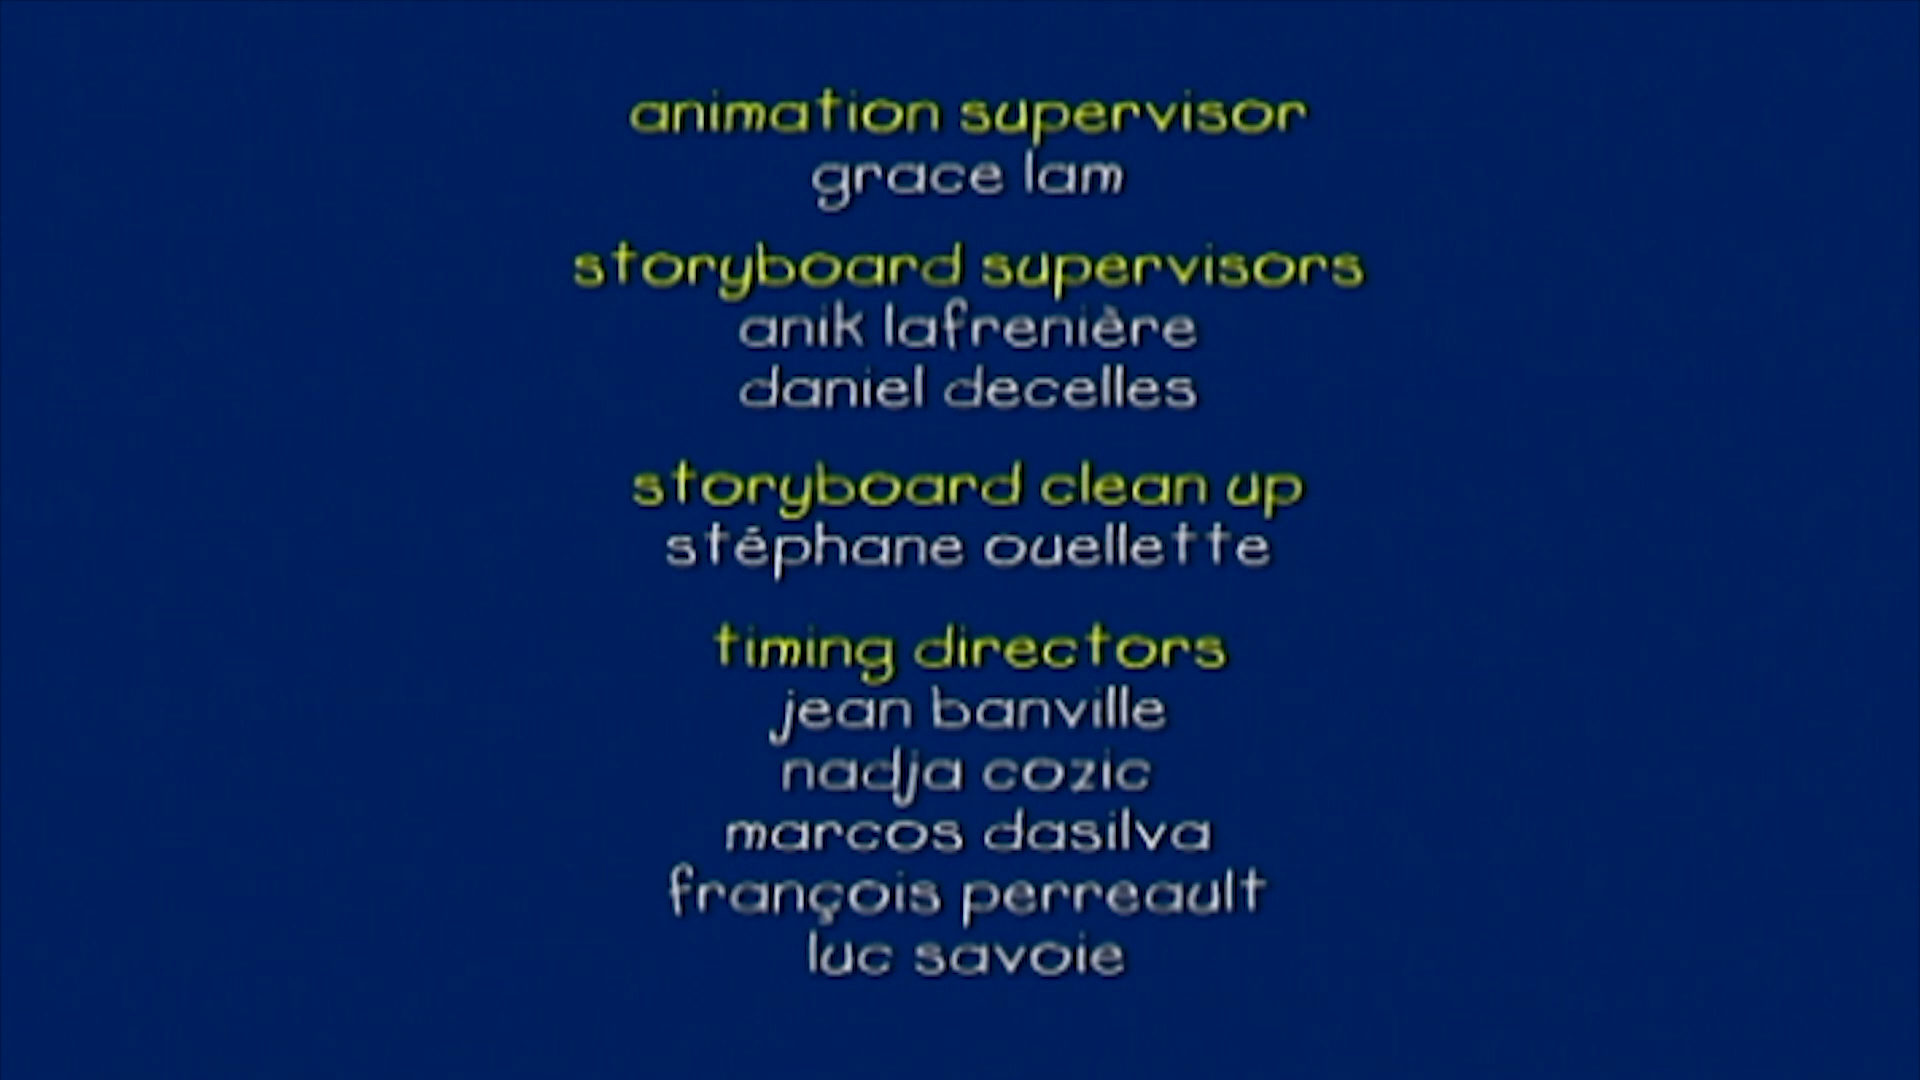 animation supervisor
grace lam
storyboard supervisors
anik lafrenière
daniel decelles
storyboard clean up
stéphane ouellette
timing directors
jean banville
nadja cozic
marcos dasilva
françois perreault
luc savoie